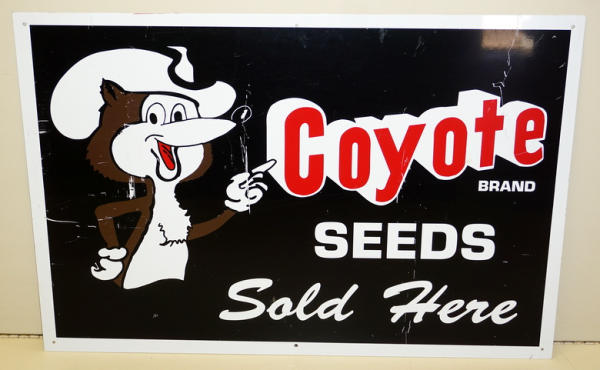 Coyote
BRAND
SEEDS
Sold Here